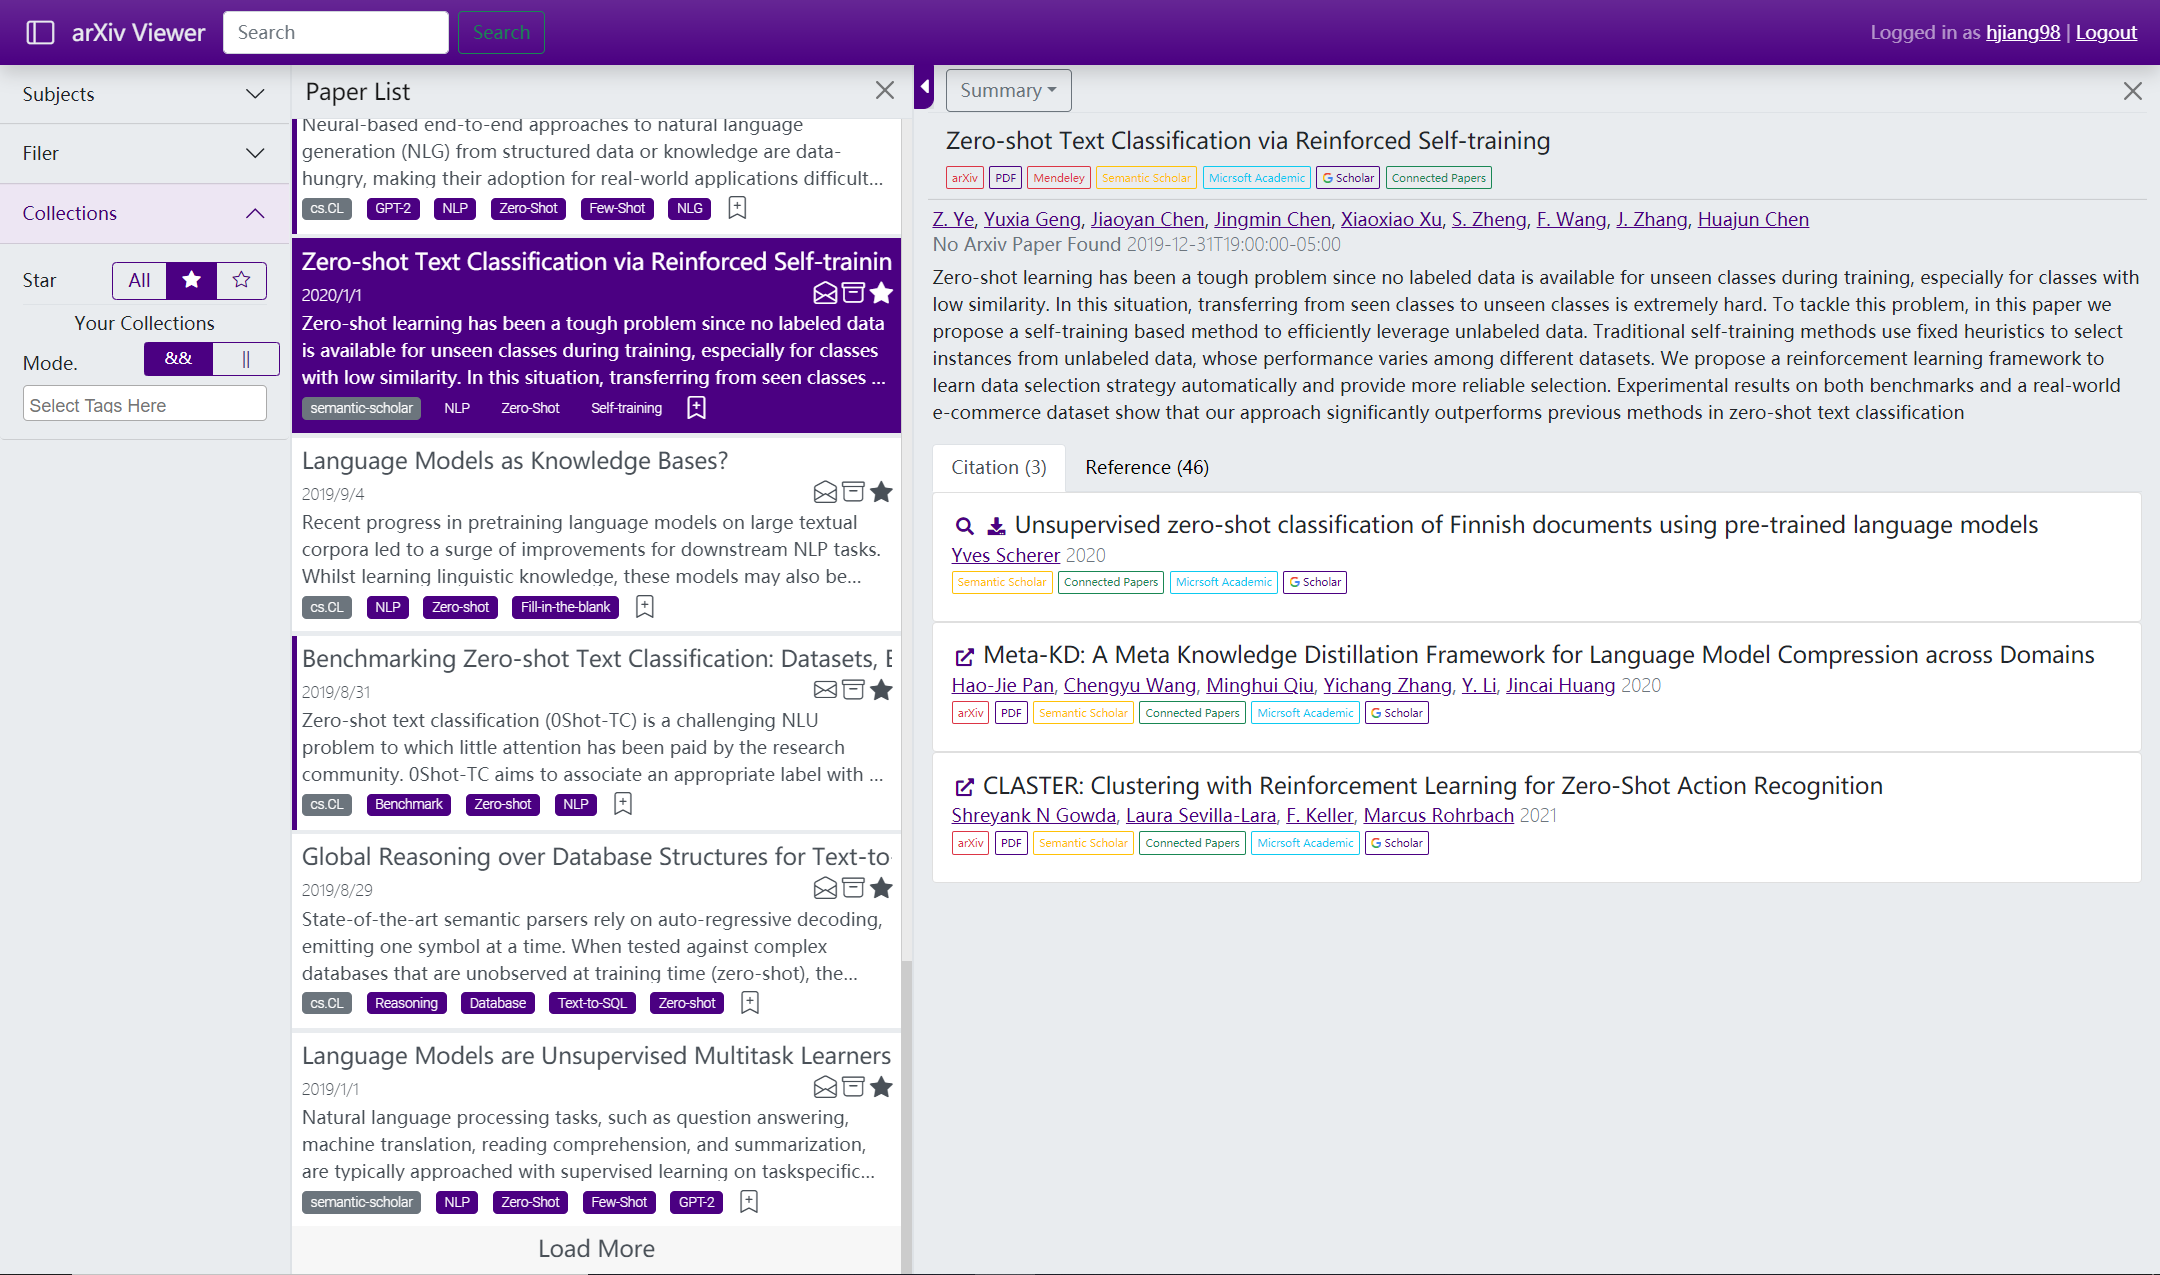 arXiv Viewer
Search
Search
Logged in as hjiang98 | Logout
Subjects
Filer
Collections
Star
All
Your Collections
Mode.
&&
||
Select Tags Here
Paper List
Neural-based end-to-end approaches to natural language
generation (NLG) from structured data or knowledge are data-
hungry, making their adoption for real-world applications difficult...
cs.CL GPT-2 NLP Zero-Shot Few-Shot NLG
Zero-shot Text Classification via Reinforced Self-trainin
2020/1/1
Zero-shot learning has been a tough problem since no labeled data
is available for unseen classes during training, especially for classes
with low similarity. In this situation, transferring from seen classes ...
semantic-scholar NLP Zero-Shot Self-training
Language Models as Knowledge Bases?
2019/9/4
Recent progress in pretraining language models on large textual
corpora led to a surge of improvements for downstream NLP tasks.
Whilst learning linguistic knowledge, these models may also be...
cs.CL NLP Zero-shot Fill-in-the-blank
Benchmarking Zero-shot Text Classification: Datasets, E
2019/8/31
Zero-shot text classification (0Shot-TC) is a challenging NLU
problem to which little attention has been paid by the research
community. 0Shot-TC aims to associate an appropriate label with ...
cs.CL Benchmark Zero-shot NLP
Global Reasoning over Database Structures for Text-to-
2019/8/29
State-of-the-art semantic parsers rely on auto-regressive decoding,
emitting one symbol at a time. When tested against complex
databases that are unobserved at training time (zero-shot), the...
cs.CL Reasoning Database Text-to-SQL Zero-shot
Language Models are Unsupervised Multitask Learners
2019/1/1
Natural language processing tasks, such as question answering,
machine translation, reading comprehension, and summarization,
are typically approached with supervised learning on taskspecific...
semantic-scholar NLP Zero-Shot Few-Shot GPT-2
Load More
Summary
Zero-shot Text Classification via Reinforced Self-training
arXiv PDF Mendeley Semantic Scholar Micrsoft Academic Scholar Connected Papers
Z. Ye, Yuxia Geng, Jiaoyan Chen, Jingmin Chen, Xiaoxiao Xu, S. Zheng, F. Wang, J. Zhang, Huajun Chen
No Arxiv Paper Found 2019-12-31T19:00:00-05:00
Zero-shot learning has been a tough problem since no labeled data is available for unseen classes during training, especially for classes with
low similarity. In this situation, transferring from seen classes to unseen classes is extremely hard. To tackle this problem, in this paper we
propose a self-training based method to efficiently leverage unlabeled data. Traditional self-training methods use fixed heuristics to select
instances from unlabeled data, whose performance varies among different datasets. We propose a reinforcement learning framework to
learn data selection strategy automatically and provide more reliable selection. Experimental results on both benchmarks and a real-world
e-commerce dataset show that our approach significantly outperforms previous methods in zero-shot text classification
Citation (3) Reference (46)
Unsupervised zero-shot classification of Finnish documents using pre-trained language models
Yves Scherer 2020
Semantic Scholar Connected Papers Micrsoft Academic Scholar
Meta-KD: A Meta Knowledge Distillation Framework for Language Model Compression across Domains
Hao-Jie Pan, Chengyu Wang, Minghui Qiu, Yichang Zhang, Y. Li, Jincai Huang 2020
arXiv PDF Semantic Scholar Connected Papers Micrsoft Academic Scholar
CLASTER: Clustering with Reinforcement Learning for Zero-Shot Action Recognition
Shreyank N Gowda, Laura Sevilla-Lara, F. Keller, Marcus Rohrbach 2021
arXiv PDF Semantic Scholar Connected Papers Micrsoft Academic Scholar